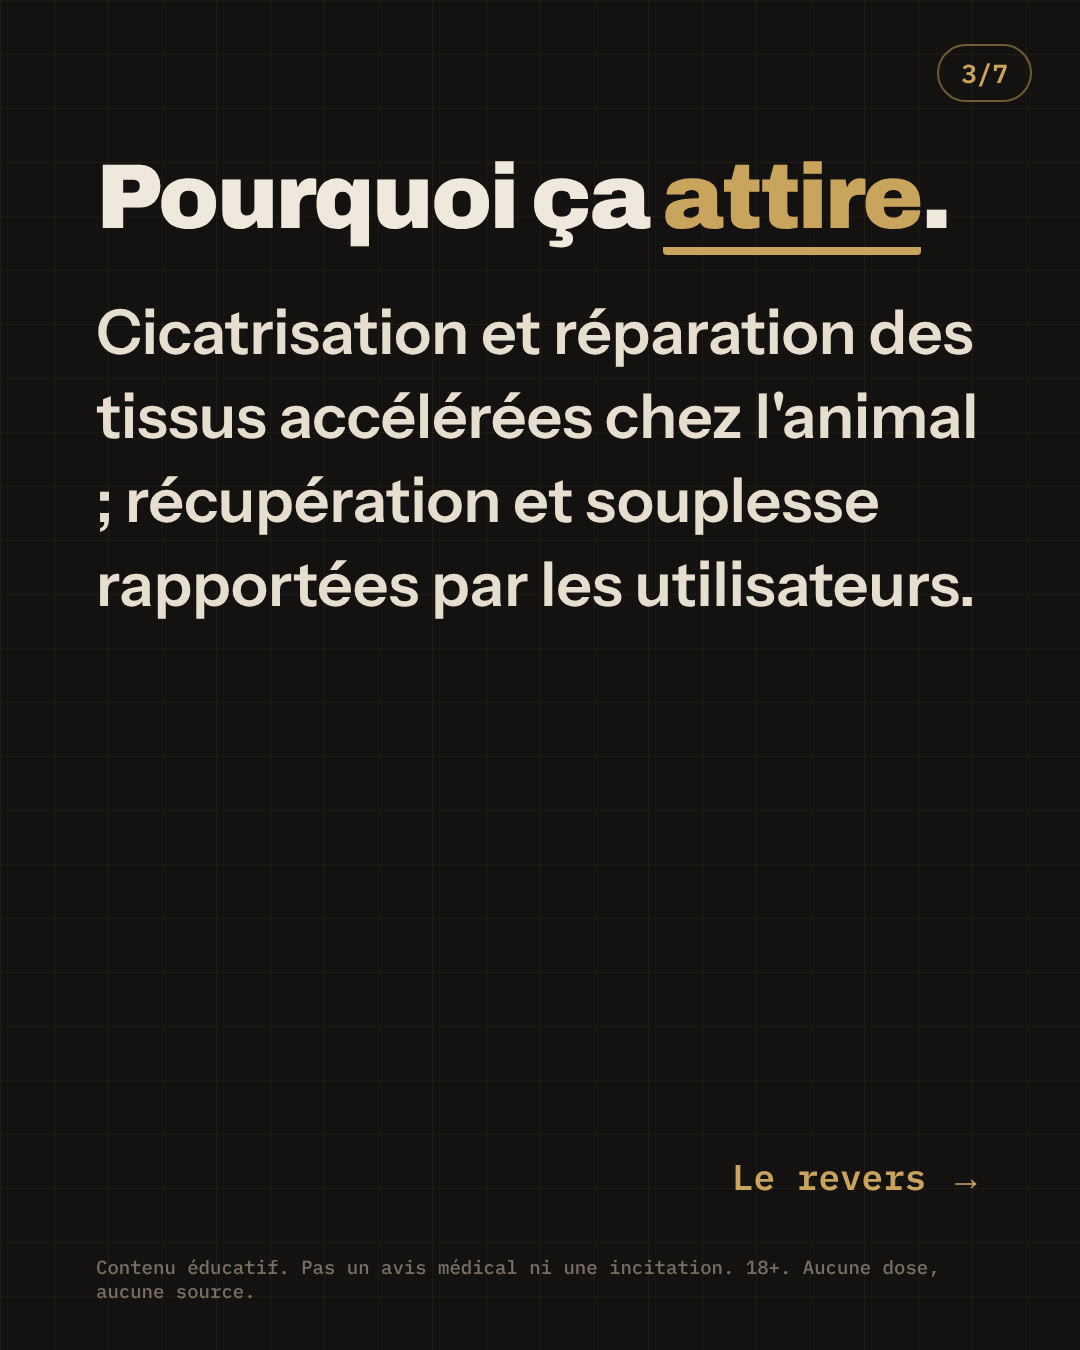 3/7
Pourquoi ça attire.
Cicatrisation et réparation des
tissus accélérées chez l'animal
; récupération et souplesse
rapportées par les utilisateurs.
Le revers →
Contenu éducatif. Pas un avis médical ni une incitation. 18+. Aucune dose,
aucune source.